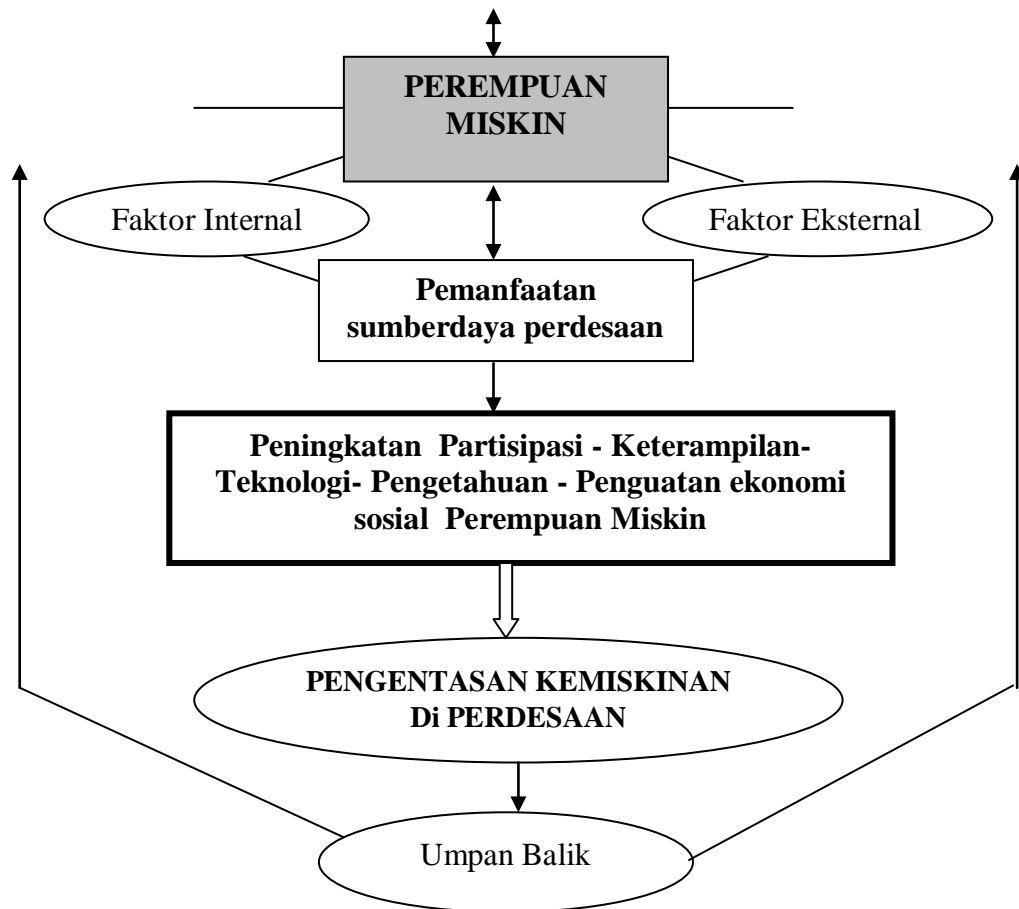 PEREMPUAN
MISKIN
Faktor Internal
Faktor Eksternal
Pemanfaatan
sumberdaya perdesaan
Peningkatan Partisipasi - Keterampilan-
Teknologi- Pengetahuan - Penguatan ekonomi
sosial Perempuan Miskin
PENGENTASAN KEMISKINAN
Di PERDESAAN
Umpan Balik